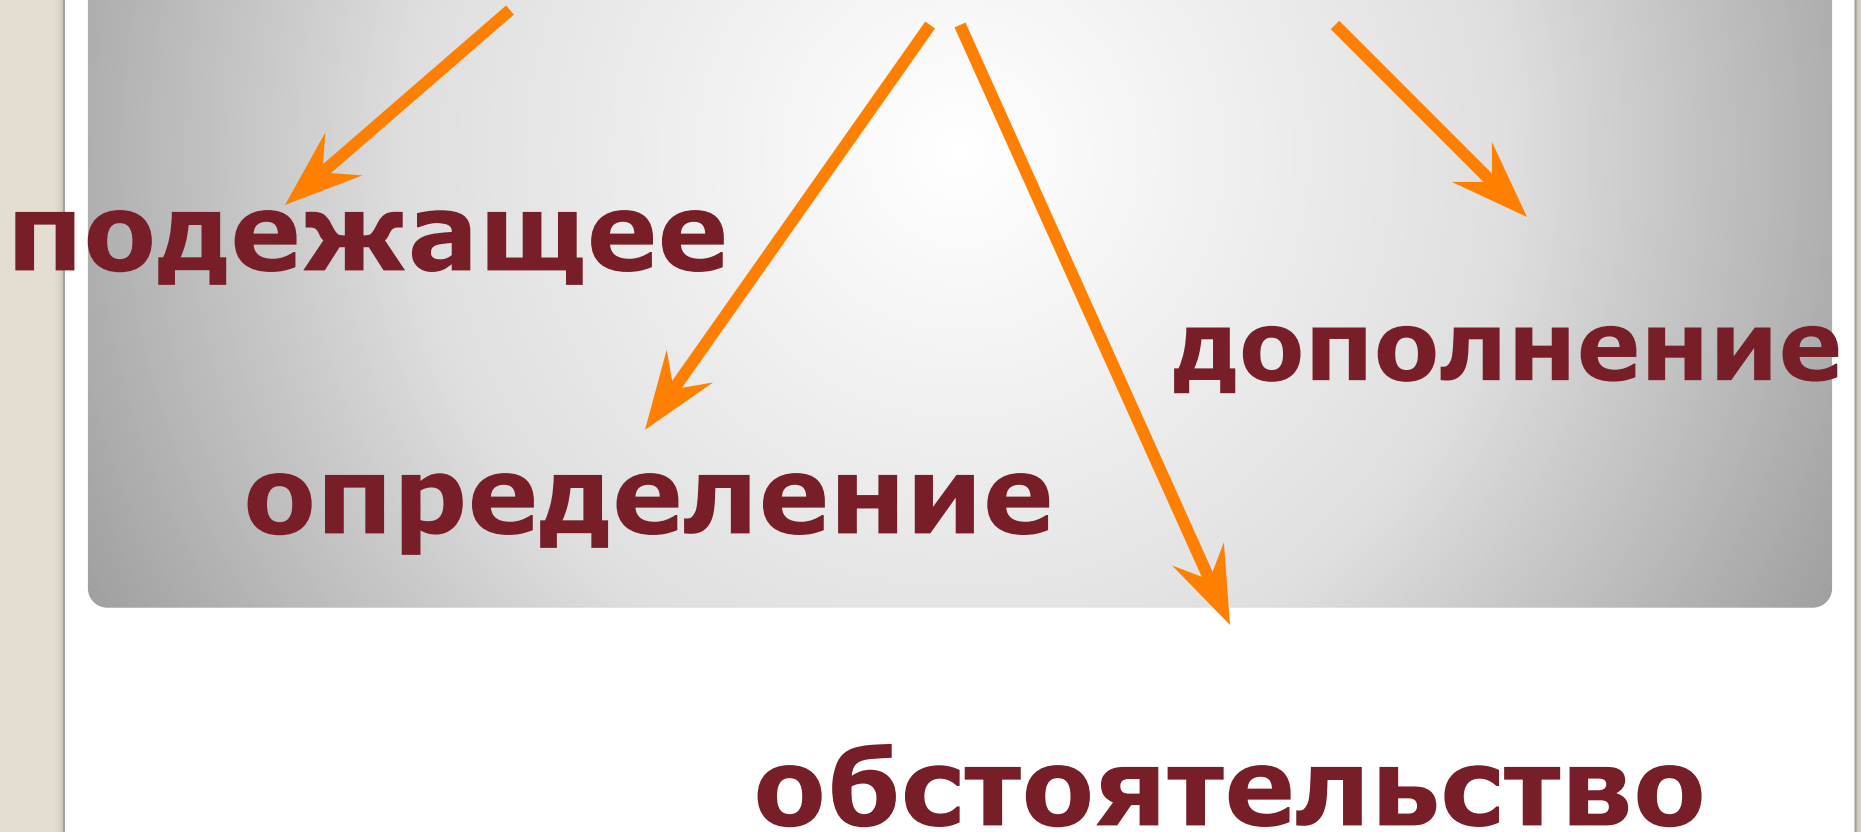 подежащее
дополнение
определение
обстоятельство